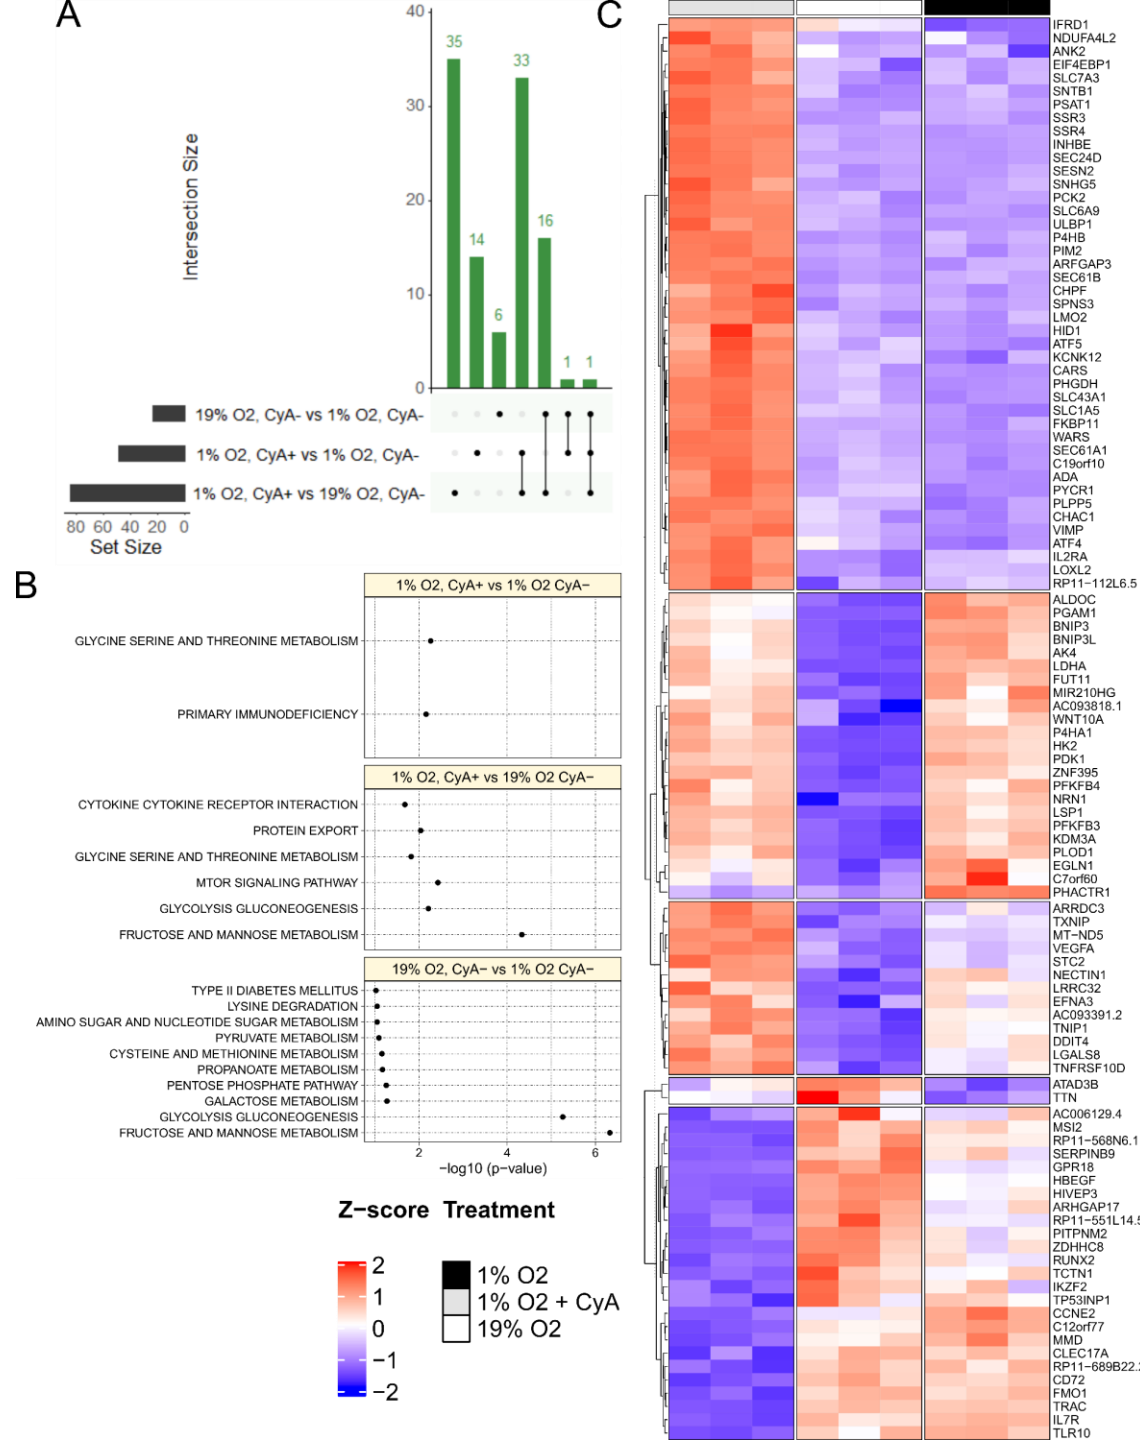 A
Intersection Size
40
30
20
10
0
35
14
6
33
16
1
1
19% O2, CyA- vs 1% O2, CyA-
1% O2, CyA+ vs 1% O2, CyA-
1% O2, CyA+ vs 19% O2, CyA-
80 60 40 20 0
Set Size
B
1% O2, CyA+ vs 1% O2 CyA−
GLYCINE SERINE AND THREONINE METABOLISM
PRIMARY IMMUNODEFICIENCY
1% O2, CyA+ vs 19% O2 CyA−
CYTOKINE CYTOKINE RECEPTOR INTERACTION
PROTEIN EXPORT
GLYCINE SERINE AND THREONINE METABOLISM
MTOR SIGNALING PATHWAY
GLYCOLYSIS GLUCONEOGENESIS
FRUCTOSE AND MANNOSE METABOLISM
19% O2, CyA− vs 1% O2 CyA−
TYPE II DIABETES MELLITUS
LYSINE DEGRADATION
AMINO SUGAR AND NUCLEOTIDE SUGAR METABOLISM
PYRUVATE METABOLISM
CYSTEINE AND METHIONINE METABOLISM
PROPANOATE METABOLISM
PENTOSE PHOSPHATE PATHWAY
GALACTOSE METABOLISM
GLYCOLYSIS GLUCONEOGENESIS
FRUCTOSE AND MANNOSE METABOLISM
2 4 6
−log10 (p−value)
Z−score
2
1
0
−1
−2
Treatment
1% O2
1% O2 + CyA
19% O2
C
IFRD1
NDUFA4L2
ANK2
EIF4EBP1
SLC7A3
SNTB1
PSAT1
SSR3
SSR4
INHBE
SEC24D
SESN2
SNHG5
PCK2
SLC6A9
ULBP1
P4HB
PIM2
ARFGAP3
SEC61B
CHPF
SPNS3
LMO2
HID1
ATF5
KCNK12
CARS
PHGDH
SLC43A1
SLC1A5
FKBP11
WARS
SEC61A1
C19orf10
ADA
PYCR1
PLPP5
CHAC1
VIMP
ATF4
IL2RA
LOXL2
RP11−112L6.5
ALDOC
PGAM1
BNIP3
BNIP3L
AK4
LDHA
FUT11
MIR210HG
AC093818.1
WNT10A
P4HA1
HK2
PDK1
ZNF395
PFKFB4
NRN1
LSP1
PFKFB3
KDM3A
PLOD1
EGLN1
C7orf60
PHACTR1
ARRDC3
TXNIP
MT−ND5
VEGFA
STC2
NECTIN1
LRRC32
EFNA3
AC093391.2
TNIP1
DDIT4
LGALS8
TNFRSF10D
ATAD3B
TTN
AC006129.4
MSI2
RP11−568N6.1
SERPINB9
GPR18
HBEGF
HIVEP3
ARHGAP17
RP11−551L14.5
PITPNM2
ZDHHC8
RUNX2
TCTN1
IKZF2
TP53INP1
CCNE2
C12orf77
MMD
CLEC17A
RP11−689B22.2
CD72
FMO1
TRAC
IL7R
TLR10